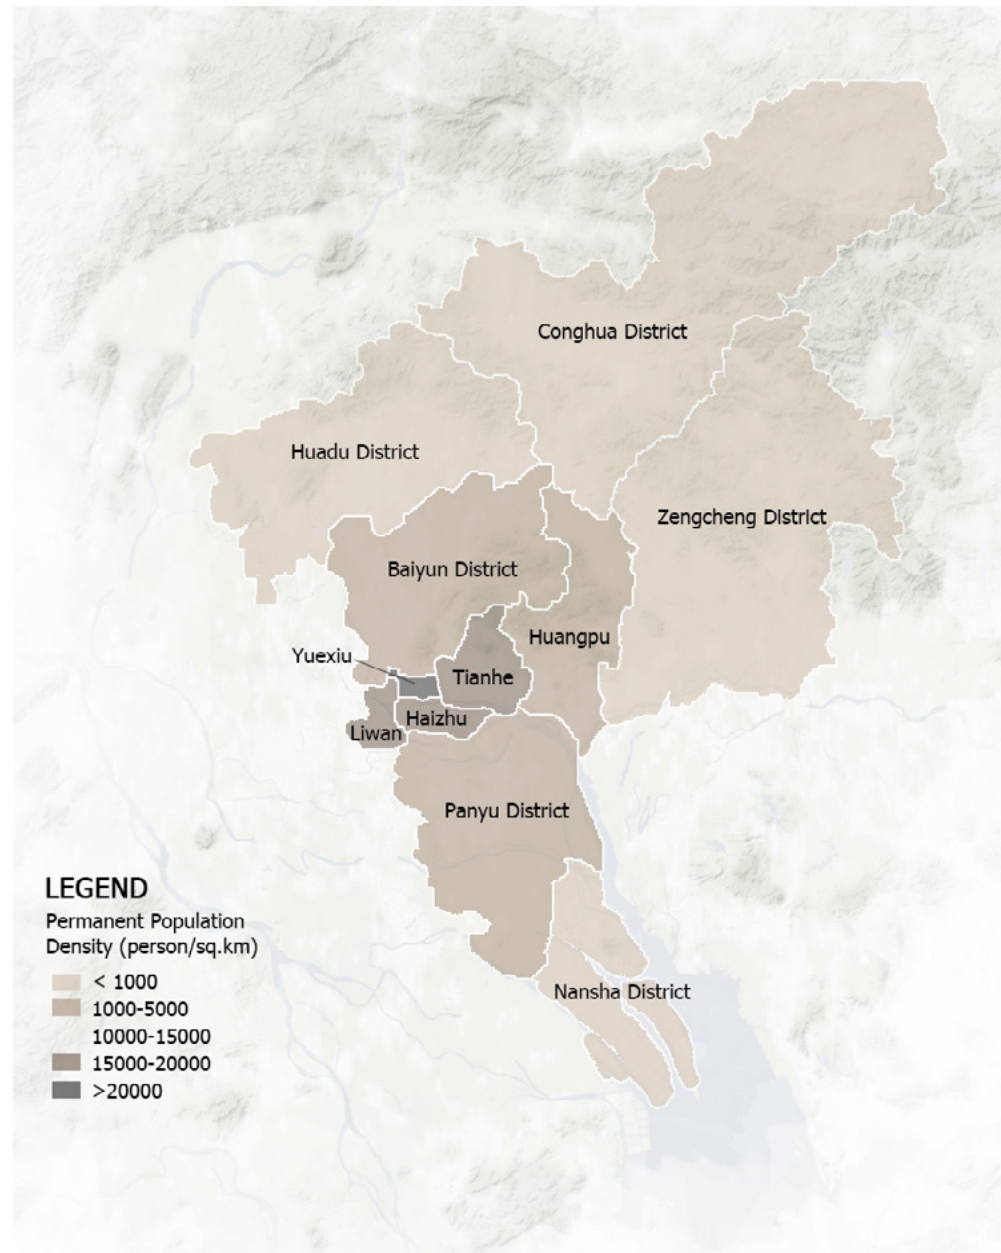 Conghua District
Huadu District
Zengcheng District
Baiyun District
Huangpu
Yuexiu
Tianhe
Haizhu
Liwan
Panyu District
Nansha District
LEGEND
Permanent Population
Density (person/sq.km)
< 1000
1000-5000
10000-15000
15000-20000
>20000